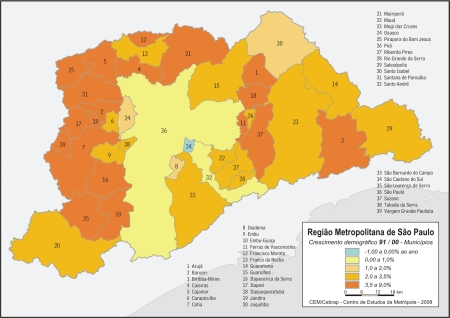 21 Mairiporã
22 Mauá
23 Mogi das Cruzes
24 Osasco
25 Pirapora do Bom Jesus
26 Poá
27 Ribeirão Pires
28 Rio Grande da Serra
29 Salesópolis
30 Santa Isabel
31 Santana de Parnaíba
32 Santo André
12
21
13
5
4
25
30
1
15
31
18
2
24
23
17
19
6
26
11
36
38
37
3
29
7
9
34
22
8
32
27
16
28
33
35
10
20
33 São Bernardo do Campo
34 São Caetano do Sul
35 São Lourenço da Serra
36 São Paulo
37 Suzano
38 Taboão da Serra
39 Vargem Grande Paulista
8 Diadema
9 Embu
10 Embu-Guaçu
11 Ferraz de Vasconcelos
12 Francisco Morato
13 Franco da Rocha
14 Guararema
15 Guarulhos
16 Itapecerica da Serra
17 Itapevi
18 Itaquaquecetuba
19 Jandira
20 Juquitiba
1 Arujá
2 Barueri
3 Biritiba-Mirim
4 Caieiras
5 Cajamar
6 Carapicuíba
7 Cotia
Região Metropolitana de São Paulo
Crescimento demográfico 91 / 00 - Municípios
-1,00 a 0,00% ao ano
0,00 a 1,0%
1,0 a 2,0%
2,0 a 3,5%
3,5 a 9,0%
0 6 12 18 km
CEM/Cebrap - Centro de Estudos da Metrópole - 2008